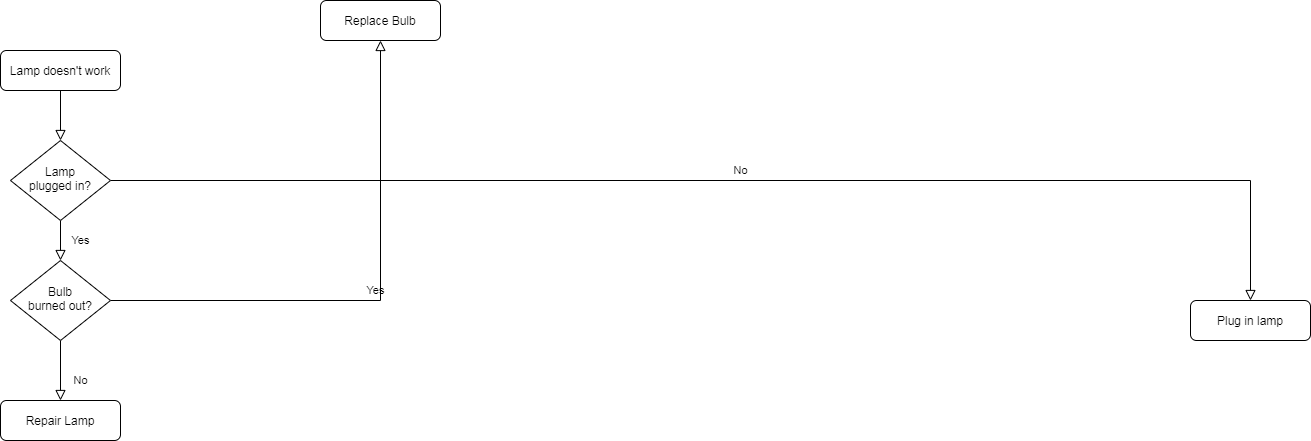 Replace Bulb
Lamp doesn't work
Lamp
plugged in?
No
Yes
Bulb
burned out?
Yes
Plug in lamp
No
Repair Lamp